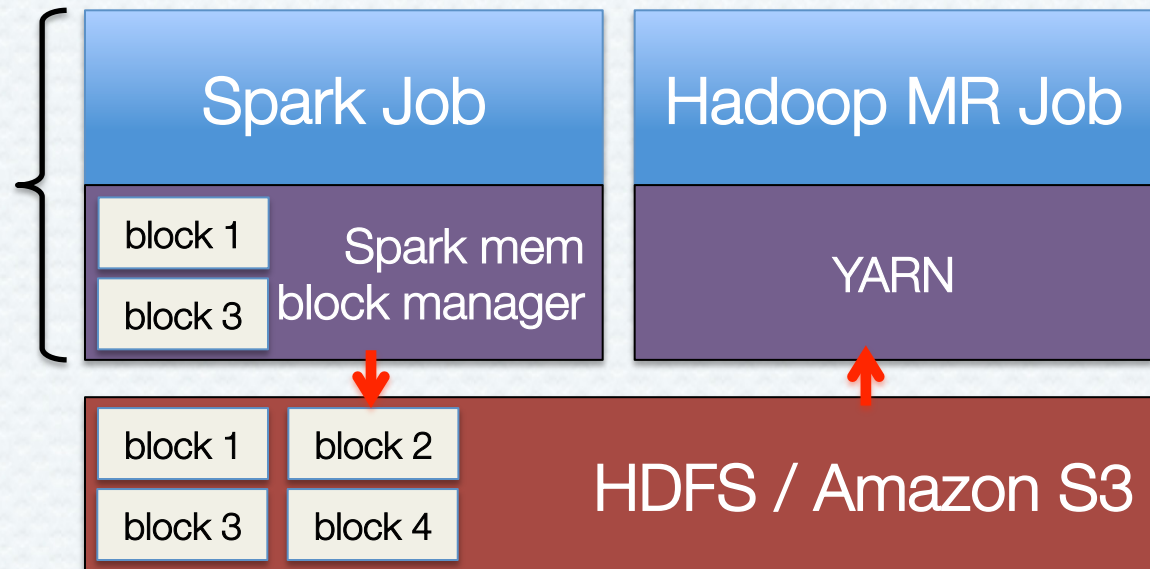 Spark Job
Hadoop MR Job
block 1
block 3
Spark mem
block manager
YARN
block 1
block 2
block 3
block 4
HDFS / Amazon S3